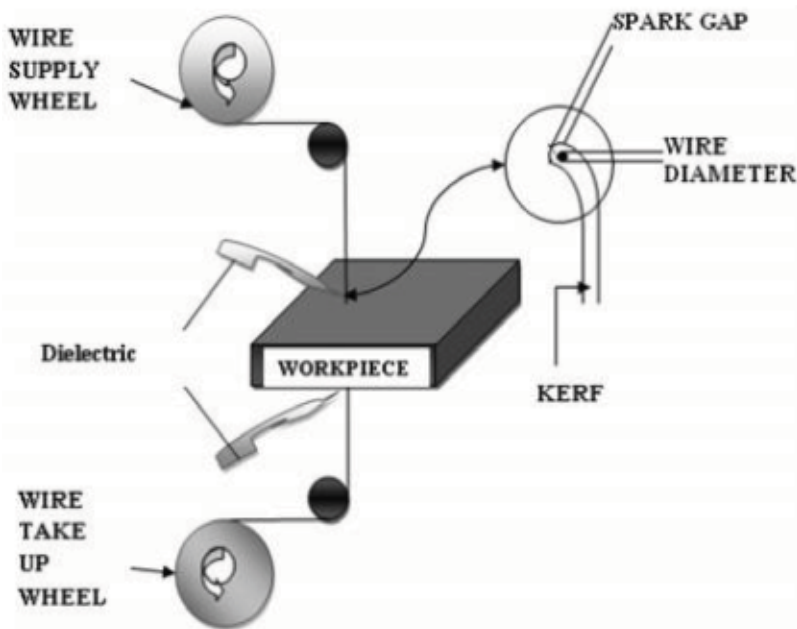 WIRE
SUPPLY
WHEEL
SPARK GAP
WIRE
DIAMETER
Dielectric
WORKPIECE
KERF
WIRE
TAKE
UP
WHEEL